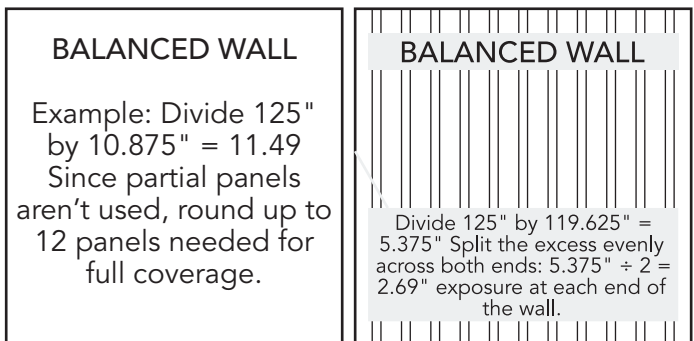 BALANCED WALL
Example: Divide 125"
by 10.875" = 11.49
Since partial panels
aren't used, round up to
12 panels needed for
full coverage.
BALANCED WALL
Divide 125" by 119.625" =
5.375" Split the excess evenly
across both ends: 5.375" ÷ 2 =
2.69" exposure at each end of
the wall.